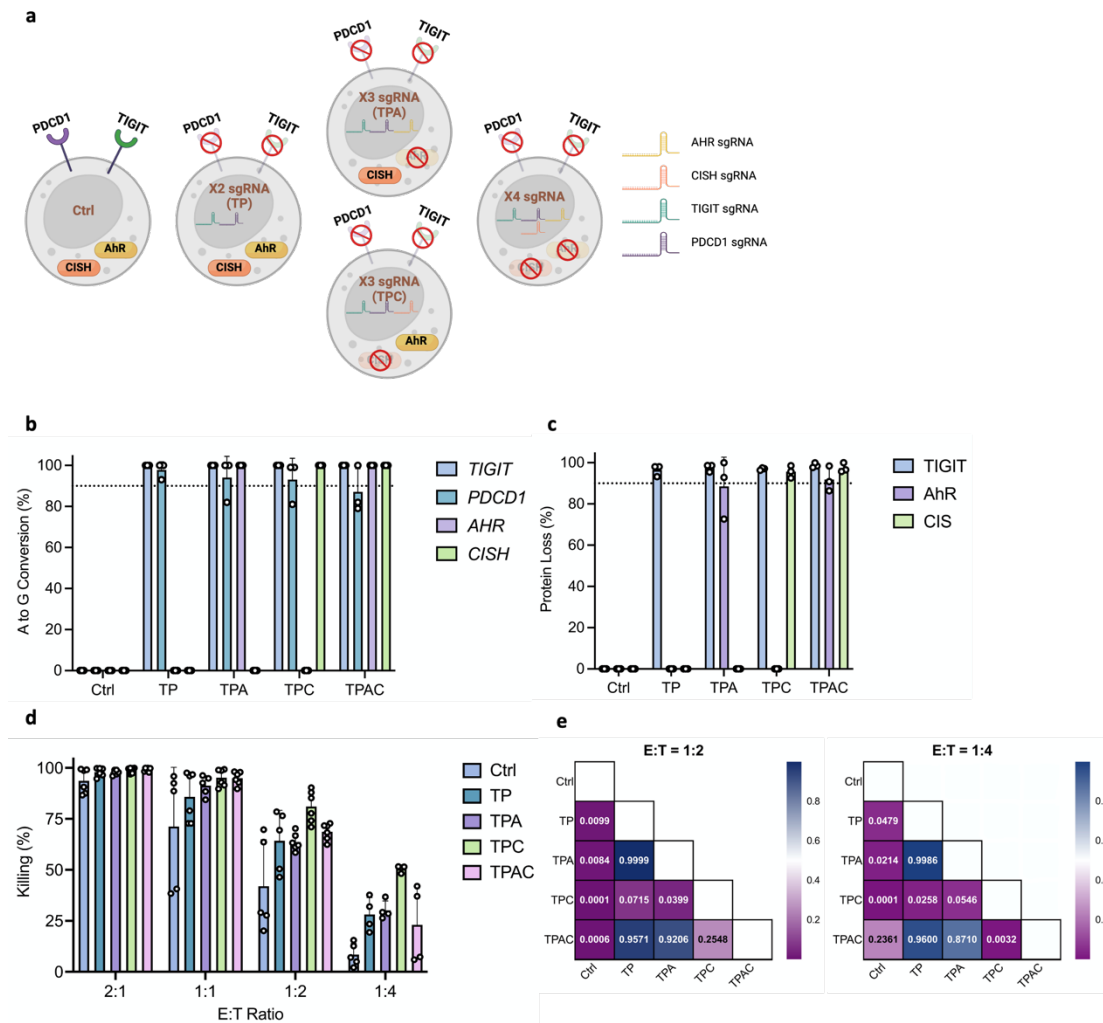 a
PDCD1
TIGIT
Ctrl
AhR
CISH
PDCD1
TIGIT
X2 sgRNA
(TP)
AhR
CISH
PDCD1
TIGIT
X3 sgRNA
(TPA)
AhR
CISH
PDCD1
TIGIT
X3 sgRNA
(TPC)
AhR
CISH
PDCD1
TIGIT
X4 sgRNA
AhR
CISH
AHR sgRNA
CISH sgRNA
TIGIT sgRNA
PDCD1 sgRNA
b
A to G Conversion (%)
100
80
60
40
20
0
Ctrl TP TPA TPC TPAC
TIGIT
PDCD1
AHR
CISH
c
Protein Loss (%)
100
80
60
40
20
0
Ctrl TP TPA TPC TPAC
TIGIT
AhR
CIS
d
Killing (%)
100
75
50
25
0
2:1 1:1 1:2 1:4
E:T Ratio
Ctrl
TP
TPA
TPC
TPAC
e
E:T = 1:2
Ctrl
TP 0.0099
TPA 0.0084 0.9999
TPC 0.0001 0.0715 0.0399
TPAC 0.0006 0.9571 0.9206 0.2548
Ctrl TP TPA TPC TPAC
0.8
0.6
0.4
0.2
E:T = 1:4
Ctrl
TP 0.0479
TPA 0.0214 0.9986
TPC 0.0001 0.0258 0.0546
TPAC 0.2361 0.9600 0.8710 0.0032
Ctrl TP TPA TPC TPAC
0.
0.
0.
0.